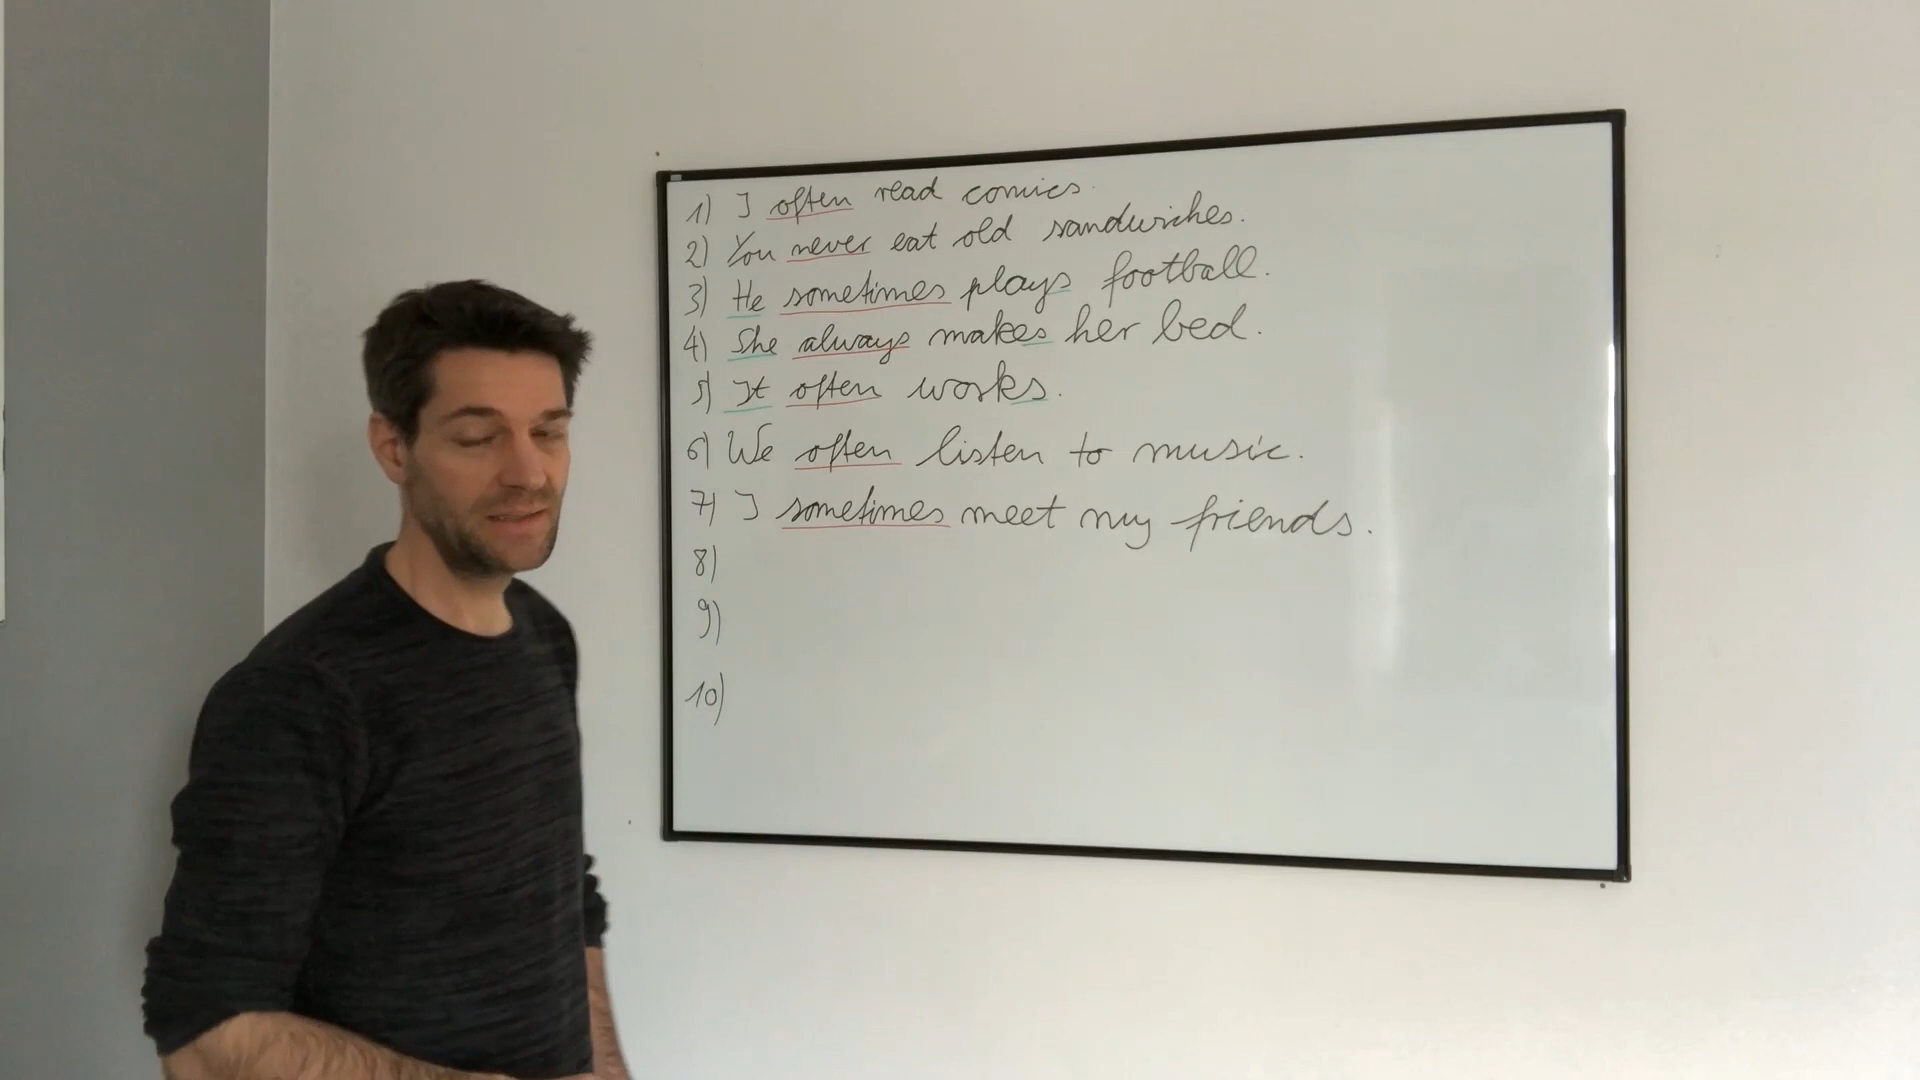 1) I often read comics.
2) You never eat old sandwiches.
3) He sometimes plays football.
4) She always makes her bed.
5) It often works.
6) We often listen to music.
7) I sometimes meet my friends.
8)
9)
10)